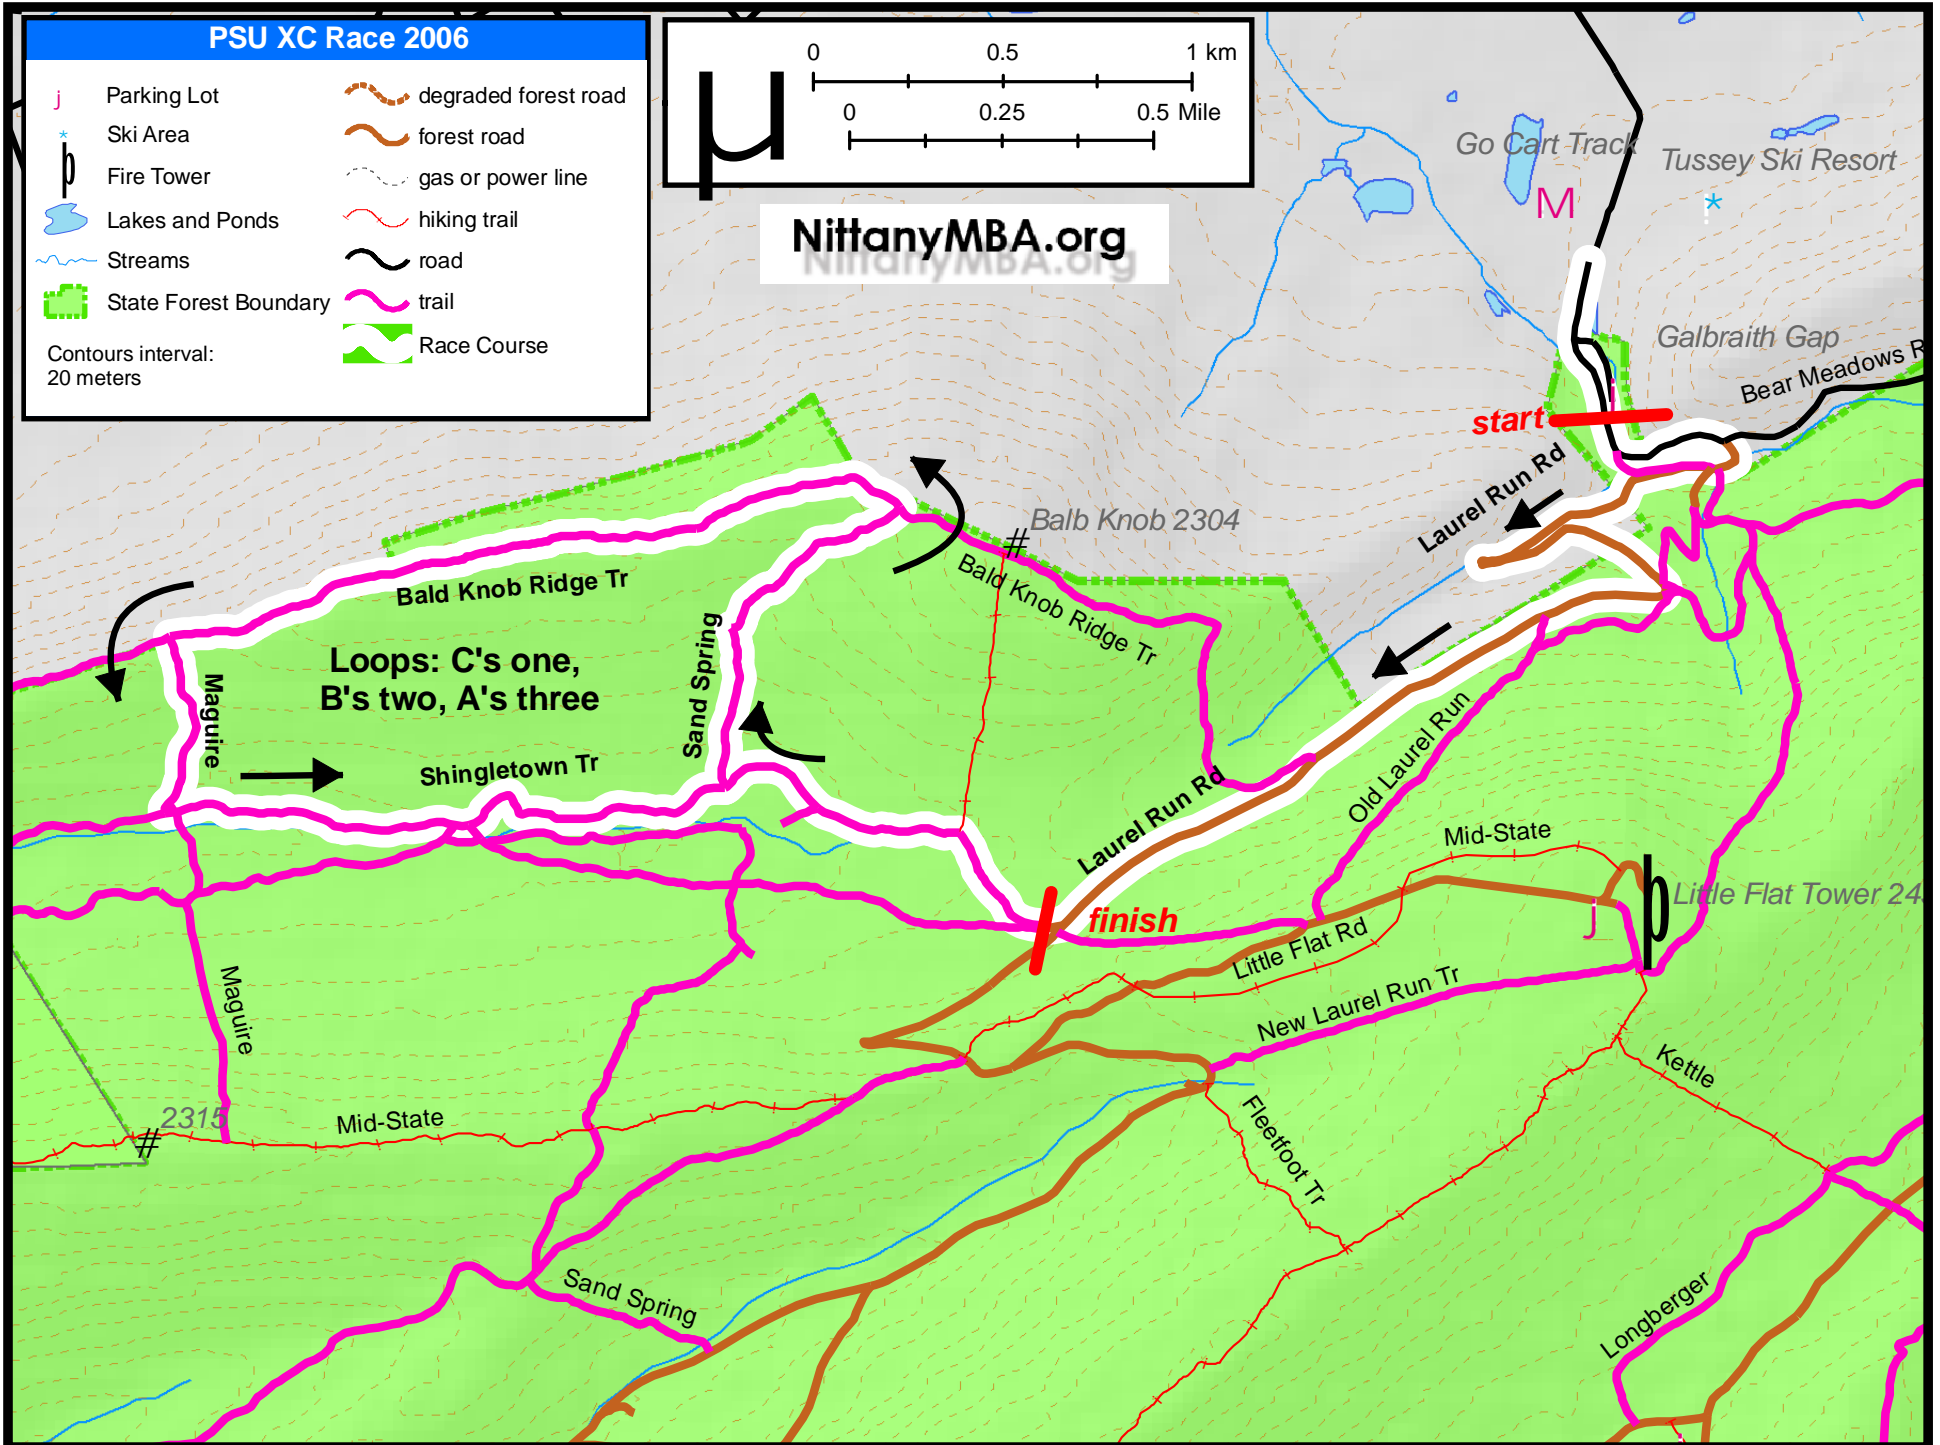 PSU XC Race 2006
j Parking Lot
* Ski Area
Fire Tower
Lakes and Ponds
Streams
State Forest Boundary
Contours interval:
20 meters
degraded forest road
forest road
gas or power line
hiking trail
road
trail
Race Course
µ
0 0.5 1 km
0 0.25 0.5 Mile
NittanyMBA.org
Go Cart Track
M
Tussey Ski Resort
*
Galbraith Gap
Bear Meadows R
start
Laurel Run Rd
Balb Knob 2304
#
Bald Knob Ridge Tr
Bald Knob Ridge Tr
Loops: C's one,
B's two, A's three
Maguire
Sand Spring
Shingletown Tr
Laurel Run Rd
Old Laurel Run
Mid-State
finish
Little Flat Rd
j
Little Flat Tower 24
New Laurel Run Tr
Maguire
Kettle
2315
#
Mid-State
Fleetfoot Tr
Sand Spring
Longberger